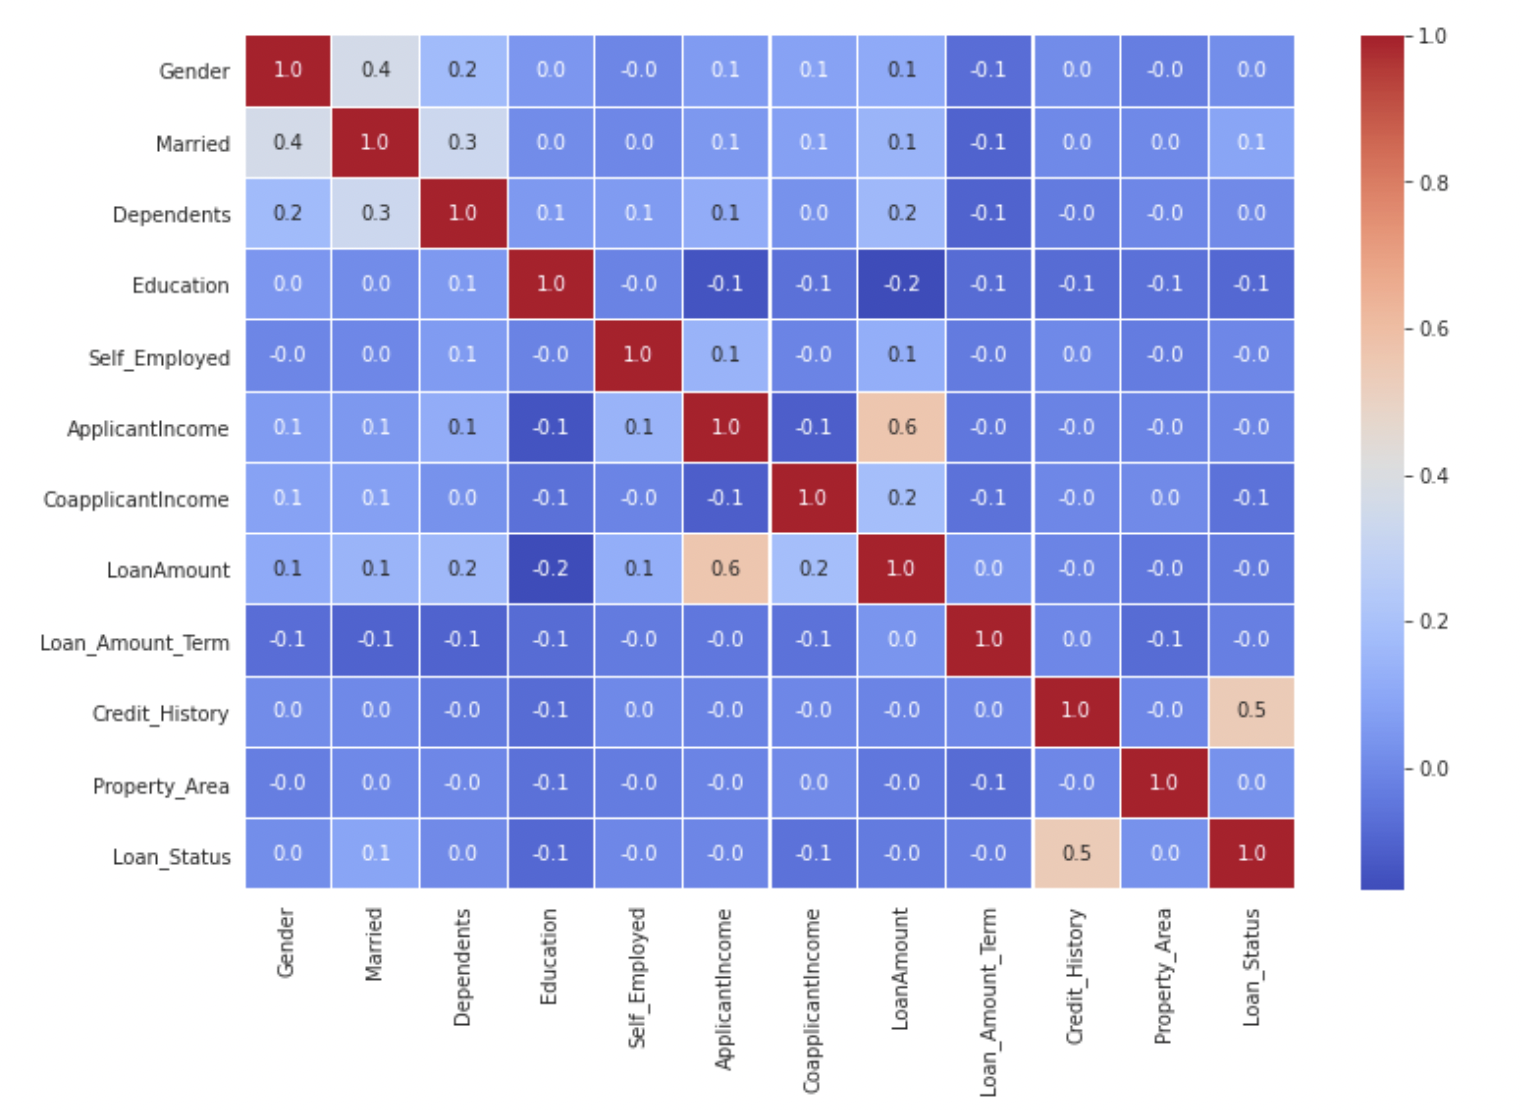 Gender 1.0 0.4 0.2 0.0 -0.0 0.1 0.1 0.1 -0.1 0.0 -0.0 0.0 1.0
Married 0.4 1.0 0.3 0.0 0.0 0.1 0.1 0.1 -0.1 0.0 0.0 0.1 0.8
Dependents 0.2 0.3 1.0 0.1 0.1 0.1 0.0 0.2 -0.1 -0.0 -0.0 0.0
Education 0.0 0.0 0.1 1.0 -0.0 -0.1 -0.1 -0.2 -0.1 -0.1 -0.1 -0.1 0.6
Self_Employed -0.0 0.0 0.1 -0.0 1.0 0.1 -0.0 0.1 -0.0 0.0 -0.0 -0.0
ApplicantIncome 0.1 0.1 0.1 -0.1 0.1 1.0 -0.1 0.6 -0.0 -0.0 -0.0 -0.0
CoapplicantIncome 0.1 0.1 0.0 -0.1 -0.0 -0.1 1.0 0.2 -0.1 -0.0 0.0 -0.1 0.4
LoanAmount 0.1 0.1 0.2 -0.2 0.1 0.6 0.2 1.0 0.0 -0.0 -0.0 -0.0
Loan_Amount_Term -0.1 -0.1 -0.1 -0.1 -0.0 -0.0 -0.1 0.0 1.0 0.0 -0.1 -0.0 0.2
Credit_History 0.0 0.0 -0.0 -0.1 0.0 -0.0 -0.0 -0.0 0.0 1.0 -0.0 0.5
Property_Area -0.0 0.0 -0.0 -0.1 -0.0 -0.0 0.0 -0.0 -0.1 -0.0 1.0 0.0 0.0
Loan_Status 0.0 0.1 0.0 -0.1 -0.0 -0.0 -0.1 -0.0 -0.0 0.5 0.0 1.0
Gender
Married
Dependents
Education
Self_Employed
ApplicantIncome
CoapplicantIncome
LoanAmount
Loan_Amount_Term
Credit_History
Property_Area
Loan_Status